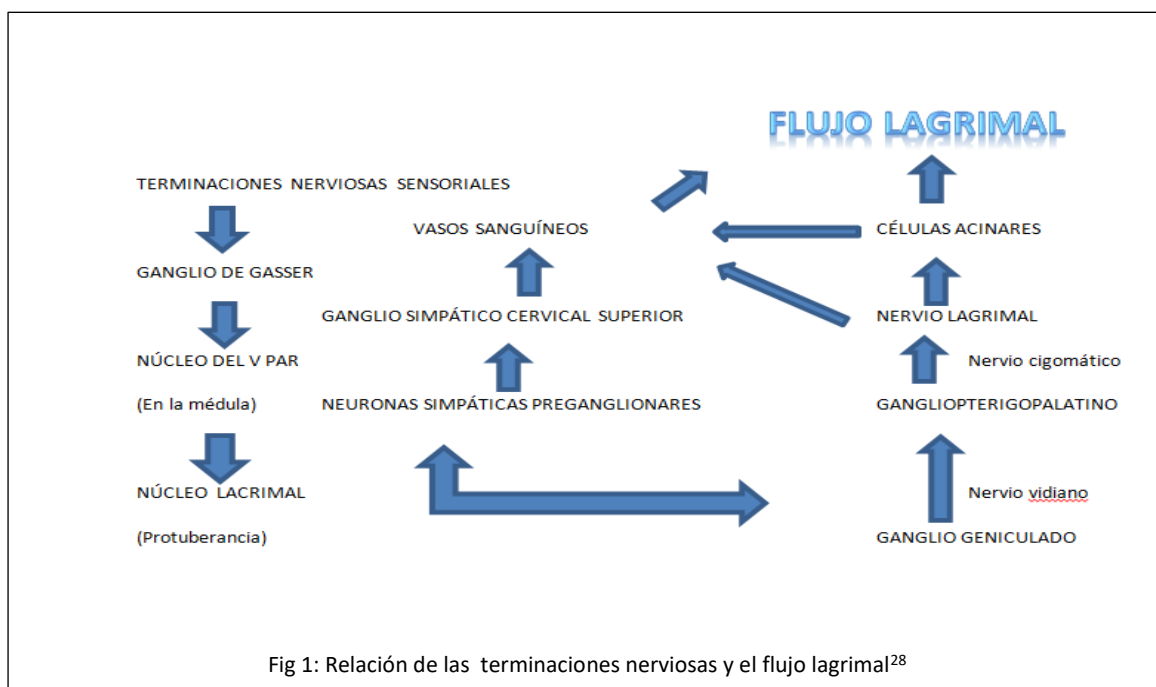 FLUJO LAGRIMAL
TERMINACIONES NERVIOSAS SENSORIALES
GANGLIO DE GASSER
NÚCLEO DEL V PAR
(En la médula)
NÚCLEO LACRIMAL
(Protuberancia)
VASOS SANGUÍNEOS
GANGLIO SIMPÁTICO CERVICAL SUPERIOR
NEURONAS SIMPÁTICAS PREGANGLIONARES
CÉLULAS ACINARES
NERVIO LAGRIMAL
Nervio cigomático
GANGLIOPTERIGOPALATINO
Nervio vidiano
GANGLIO GENICULADO
Fig 1: Relación de las terminaciones nerviosas y el flujo lagrimal28